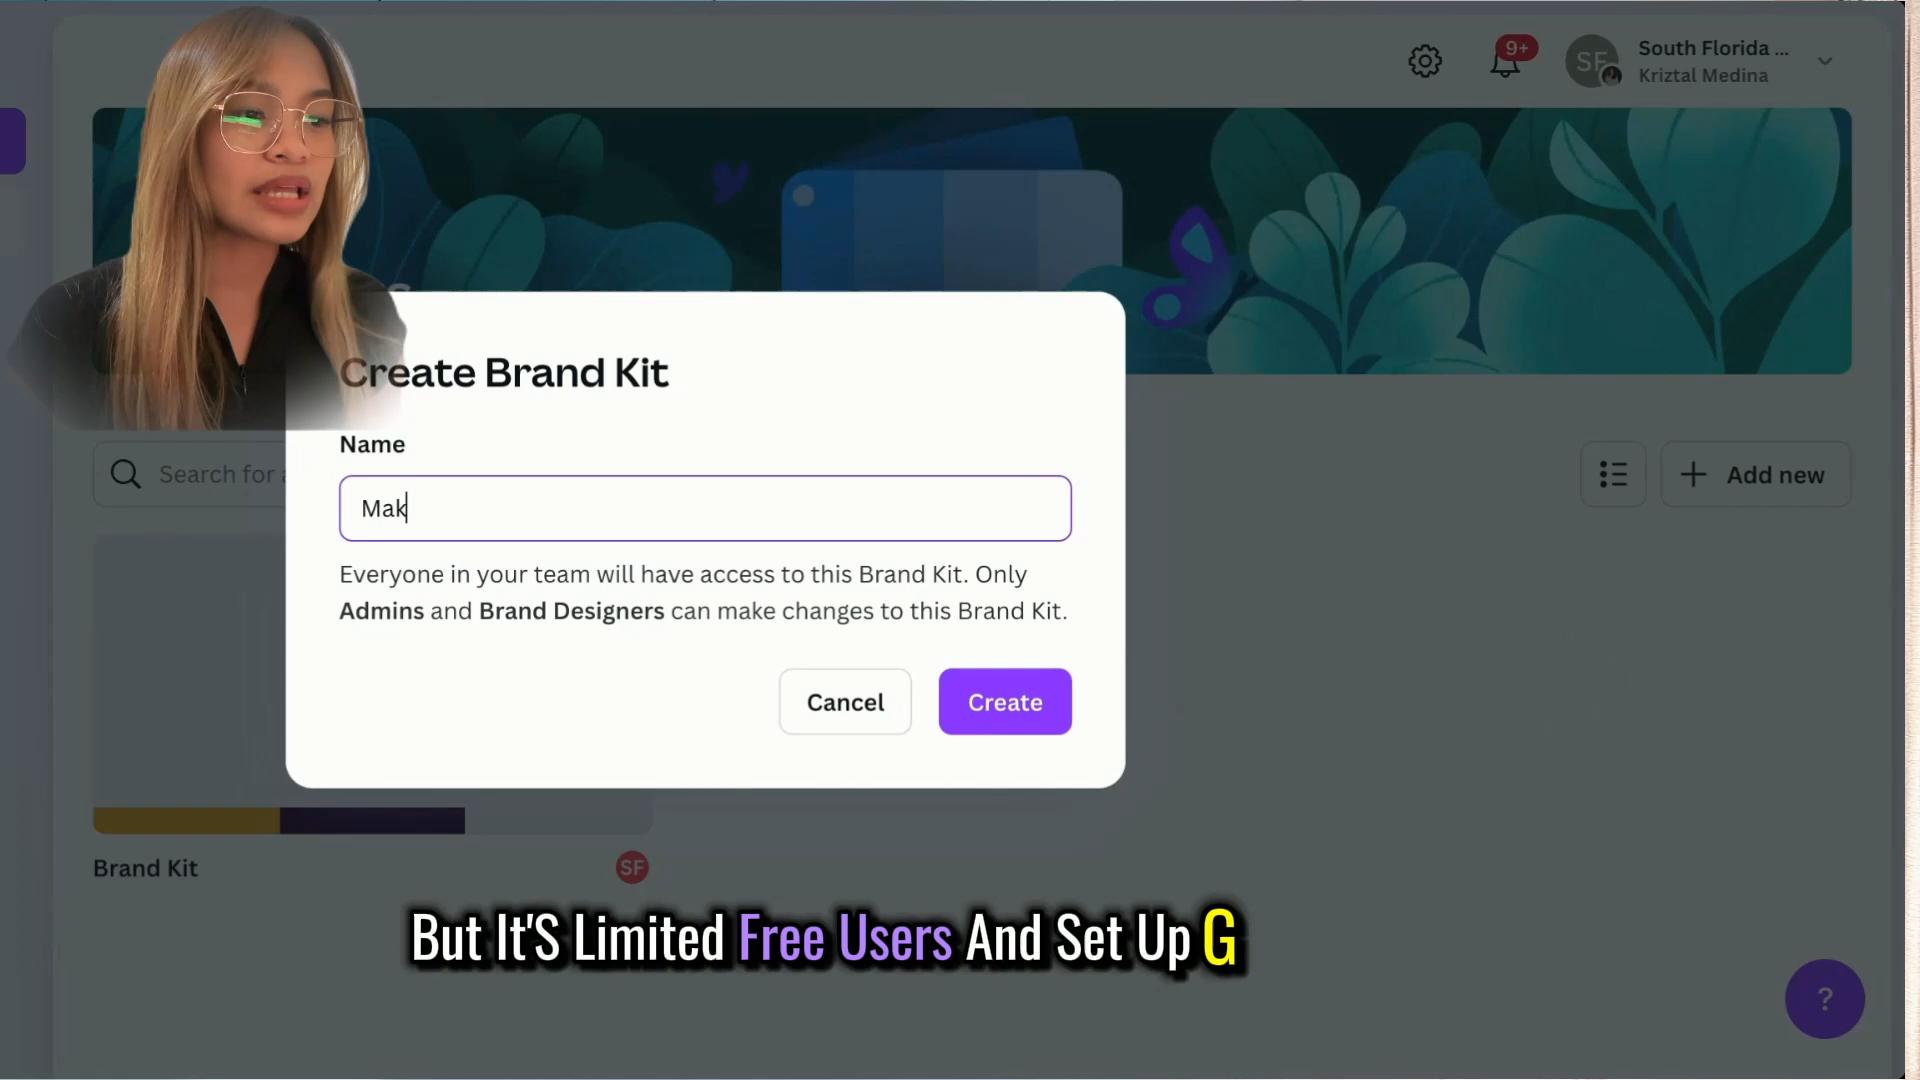 9+
SF
South Florida ...
Kriztal Medina
Create Brand Kit
Name
Search for
Mak
Add new
Everyone in your team will have access to this Brand Kit. Only
Admins and Brand Designers can make changes to this Brand Kit.
Cancel
Create
Brand Kit
SF
But It'S Limited Free Users And Set Up G
?